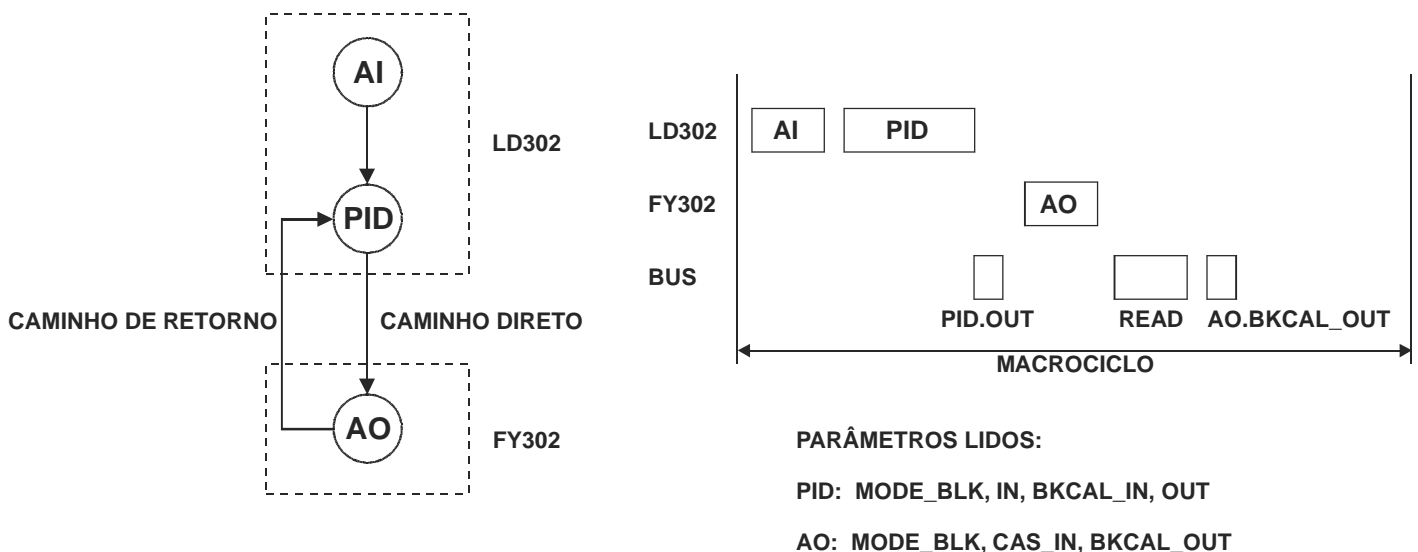 AI
LD302
PID
CAMINHO DE RETORNO
CAMINHO DIRETO
AO
FY302
LD302
AI
PID
FY302
AO
BUS
PID.OUT
READ
AO.BKCAL_OUT
MACROCICLO
PARÂMETROS LIDOS:
PID: MODE_BLK, IN, BKCAL_IN, OUT
AO: MODE_BLK, CAS_IN, BKCAL_OUT